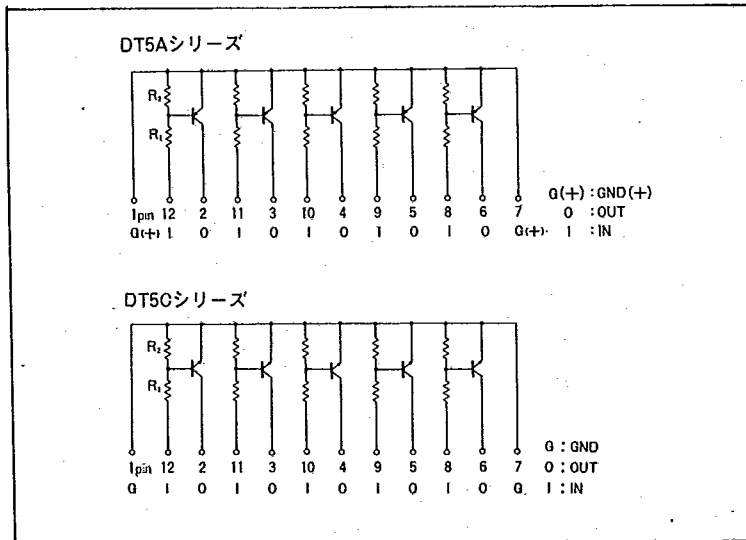 DT5Aシリーズ
R₂
R₁
1pin 12 2 11 3 10 4 9 5 8 6 7
G(+) I O I O I O I O I O G(+)
G(+) : GND(+)
O : OUT
I : IN
DT5Cシリーズ
R₂
R₁
1pin 12 2 11 3 10 4 9 5 8 6 7
G I O I O I O I O I O G
G : GND
O : OUT
I : IN